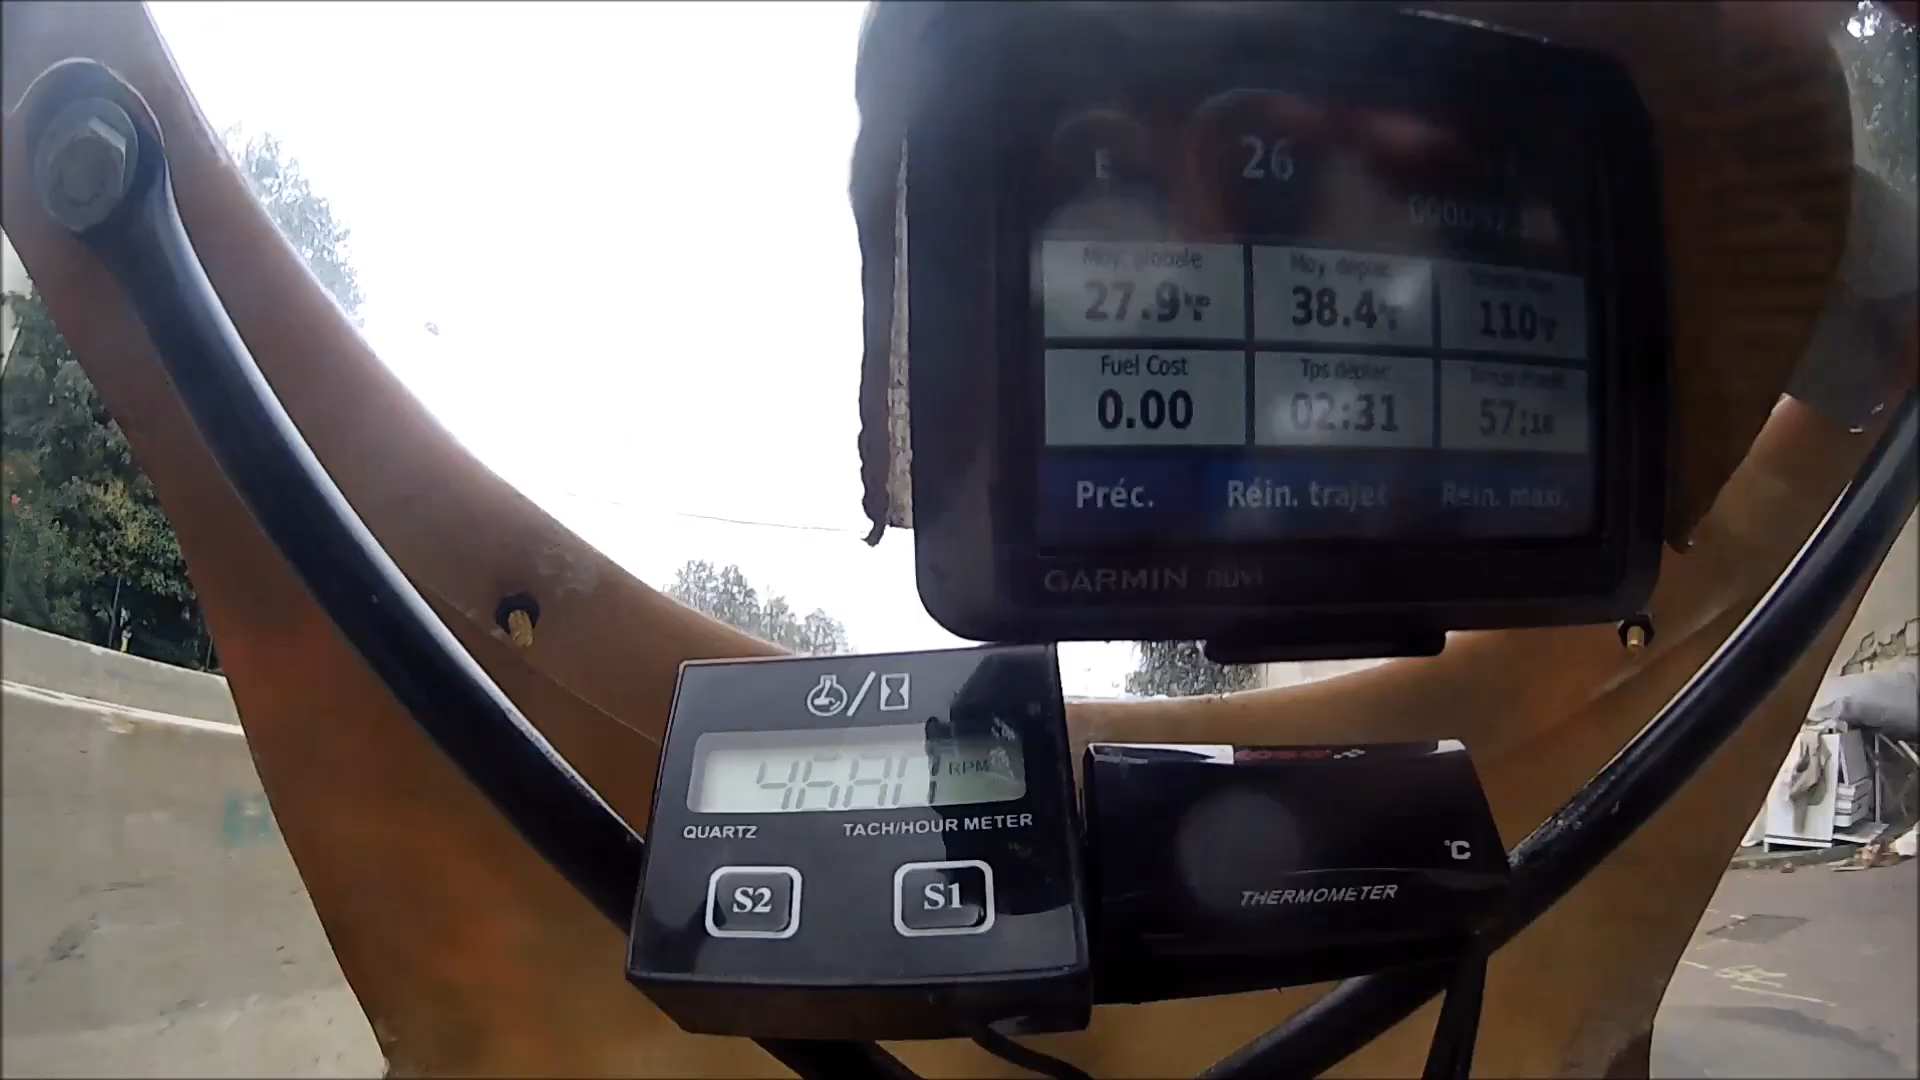 E 26
Moy. globale Moy. déplac.
27.9 38.4 110
Fuel Cost Tps déplac.
0.00 02:31 57:18
Préc. Réin. trajet Réin. maxi.
GARMIN nüvi
RPM
QUARTZ TACH/HOUR METER
S2 S1
°C
THERMOMETER